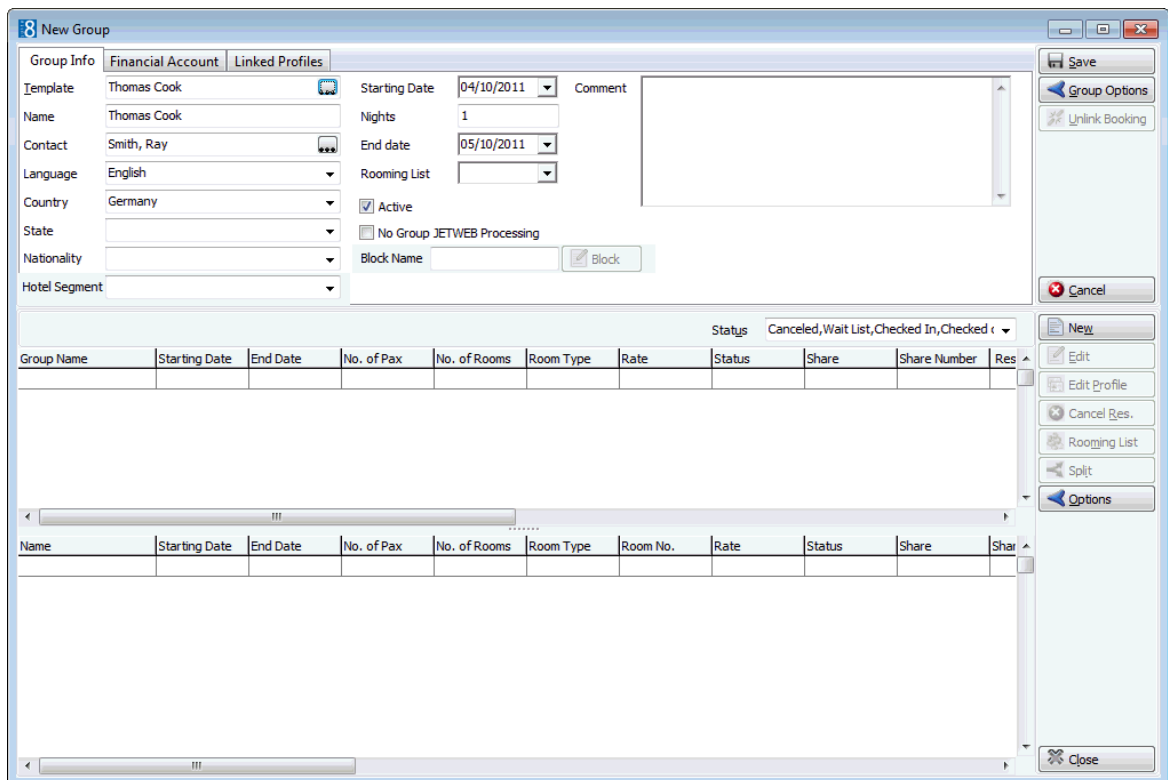 8 New Group
Group Info Financial Account Linked Profiles
Save
Template Thomas Cook Starting Date 04/10/2011 Comment
Group Options
Name Thomas Cook Nights 1
Unlink Booking
Contact Smith, Ray End date 05/10/2011
Language English Rooming List
Country Germany Active
State No Group JETWEB Processing
Nationality Block Name Block
Hotel Segment
Cancel
Status Canceled,Wait List,Checked In,Checked
New
Group Name Starting Date End Date No. of Pax No. of Rooms Room Type Rate Status Share Share Number Res
Edit
Edit Profile
Cancel Res.
Rooming List
Split
Options
Name Starting Date End Date No. of Pax No. of Rooms Room Type Room No. Rate Status Share Shar
Close